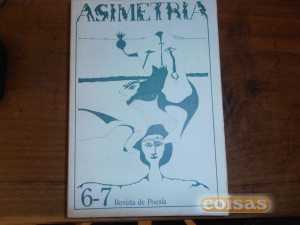 ASIMETRIA
6-7 Revista de Poesía
coisas